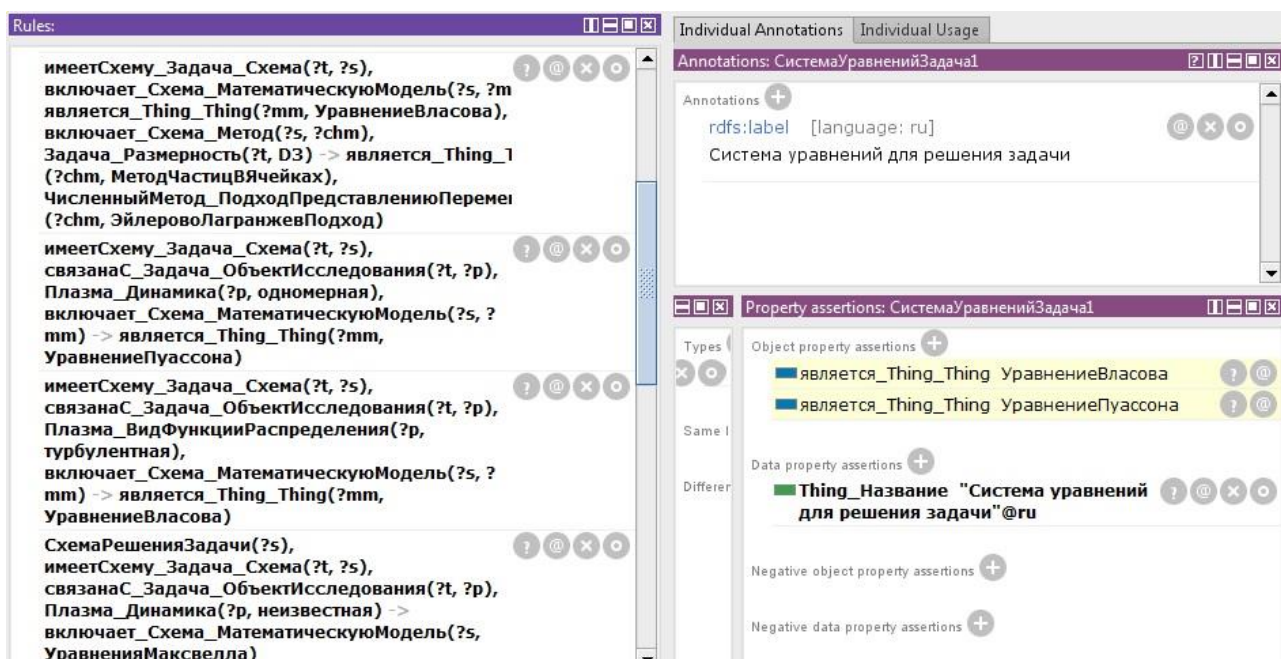 Rules:
имеетСхему_Задача_Схема(?t, ?s),
включает_Схема_МатематическуюМодель(?s, ?m
является_Thing_Thing(?mm, УравнениеВласова),
включает_Схема_Метод(?s, ?chm),
Задача_Размерность(?t, D3) -> является_Thing_T
(?chm, МетодЧастицВЯчейках),
ЧисленныйМетод_ПодходПредставлениюПеремен
(?chm, ЭйлеровоЛагранжевПодход)
имеетСхему_Задача_Схема(?t, ?s),
связанаС_Задача_ОбъектИсследования(?t, ?p),
Плазма_Динамика(?p, одномерная),
включает_Схема_МатематическуюМодель(?s, ?
mm) -> является_Thing_Thing(?mm,
УравнениеПуассона)
имеетСхему_Задача_Схема(?t, ?s),
связанаС_Задача_ОбъектИсследования(?t, ?p),
Плазма_ВидФункцииРаспределения(?p,
турбулентная),
включает_Схема_МатематическуюМодель(?s, ?
mm) -> является_Thing_Thing(?mm,
УравнениеВласова)
СхемаРешенияЗадачи(?s),
имеетСхему_Задача_Схема(?t, ?s),
связанаС_Задача_ОбъектИсследования(?t, ?p),
Плазма_Динамика(?p, неизвестная) ->
включает_Схема_МатематическуюМодель(?s,
УравненияМаксвелла)
Individual Annotations Individual Usage
Annotations: СистемаУравненийЗадача1
Annotations
rdfs:label [language: ru]
Система уравнений для решения задачи
Property assertions: СистемаУравненийЗадача1
Types
Same I
Differer
Object property assertions
является_Thing_Thing УравнениеВласова
является_Thing_Thing УравнениеПуассона
Data property assertions
Thing_Название "Система уравнений
для решения задачи"@ru
Negative object property assertions
Negative data property assertions